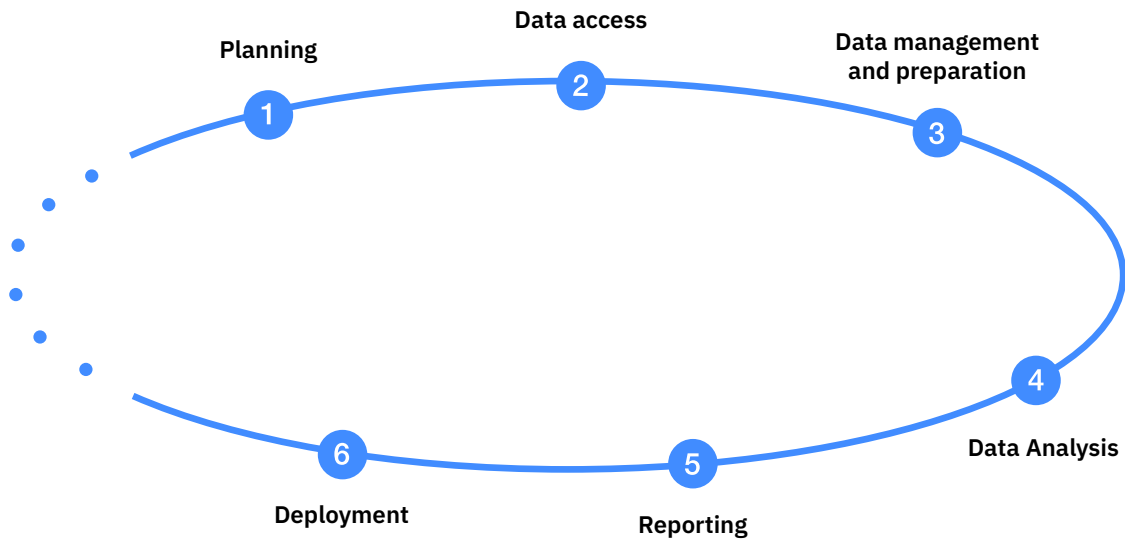 Planning
1
Data access
2
Data management
and preparation
3
4
Data Analysis
5
Reporting
6
Deployment